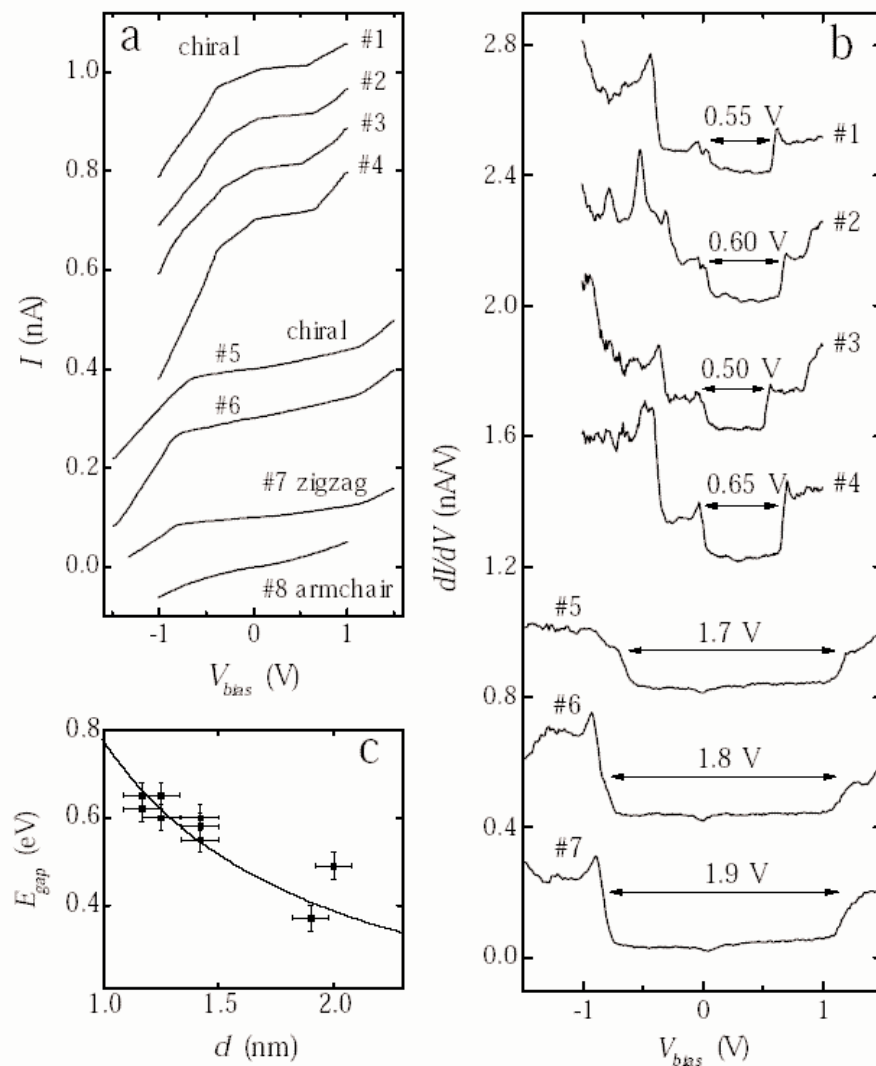 a
chiral
#1
#2
#3
#4
chiral
#5
#6
#7 zigzag
#8 armchair
1.0
0.8
0.6
0.4
0.2
0.0
I (nA)
-1
0
1
V_bias (V)
b
2.8
2.4
2.0
1.6
1.2
0.8
0.4
0.0
dI/dV (nA/V)
0.55 V
#1
0.60 V
#2
0.50 V
#3
0.65 V
#4
#5
1.7 V
#6
1.8 V
#7
1.9 V
-1
0
1
V_bias (V)
c
0.8
0.6
0.4
E_gap (eV)
1.0
1.5
2.0
d (nm)